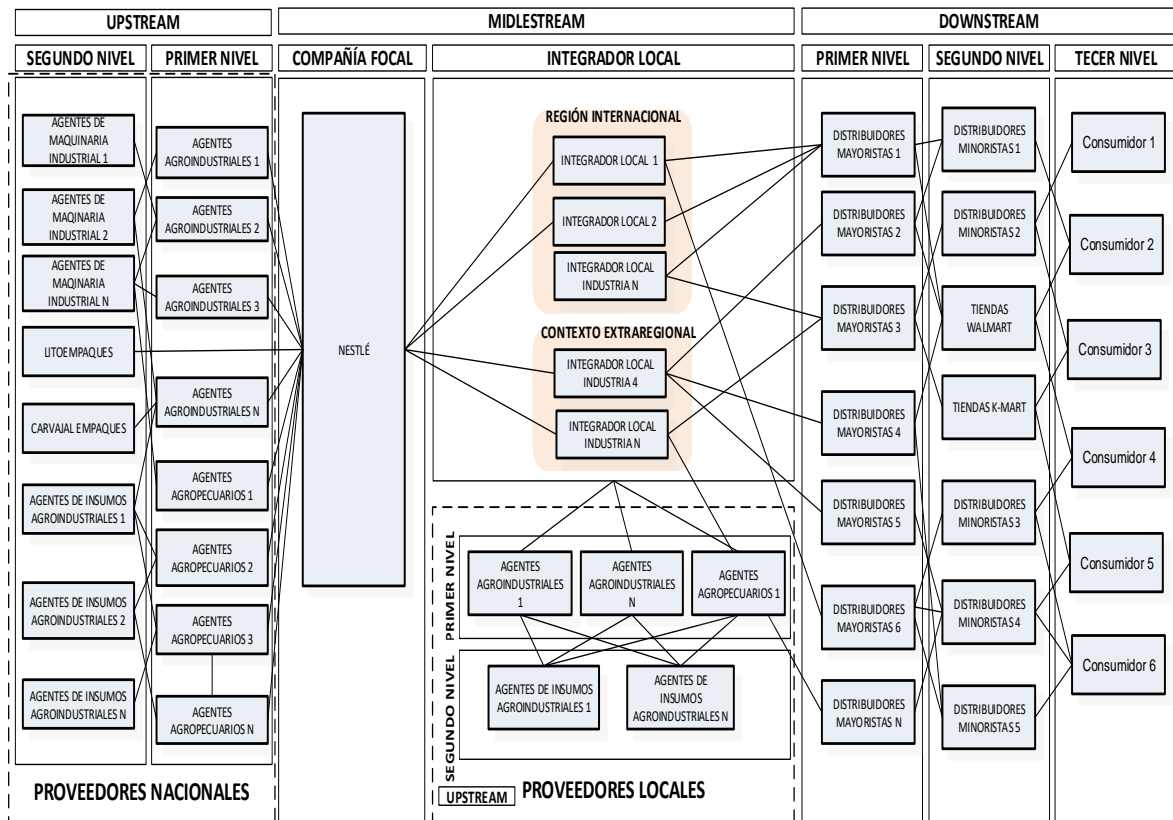 UPSTREAM
MIDLESTREAM
DOWNSTREAM
SEGUNDO NIVEL
PRIMER NIVEL
COMPAÑÍA FOCAL
INTEGRADOR LOCAL
PRIMER NIVEL
SEGUNDO NIVEL
TECER NIVEL
AGENTES DE
MAQUINARIA
INDUSTRIAL 1
AGENTES DE
MAQINARIA
INDUSTRIAL 2
AGENTES DE
MAQINARIA
INDUSTRIAL N
LITOEMPAQUES
CARVAJAL EMPAQUES
AGENTES DE INSUMOS
AGROINDUSTRIALES 1
AGENTES DE INSUMOS
AGROINDUSTRIALES 2
AGENTES DE INSUMOS
AGROINDUSTRIALES N
AGENTES
AGROINDUSTRIALES 1
AGENTES
AGROINDUSTRIALES 2
AGENTES
AGROINDUSTRIALES 3
AGENTES
AGROINDUSTRIALES N
AGENTES
AGROPECUARIOS 1
AGENTES
AGROPECUARIOS 2
AGENTES
AGROPECUARIOS 3
AGENTES
AGROPECUARIOS N
PROVEEDORES NACIONALES
NESTLÉ
REGIÓN INTERNACIONAL
INTEGRADOR LOCAL 1
INTEGRADOR LOCAL 2
INTEGRADOR LOCAL
INDUSTRIA N
CONTEXTO EXTRAREGIONAL
INTEGRADOR LOCAL
INDUSTRIA 4
INTEGRADOR LOCAL
INDUSTRIA N
PRIMER NIVEL
AGENTES
AGROINDUSTRIALES
1
AGENTES
AGROINDUSTRIALES
N
AGENTES
AGROPECUARIOS 1
SEGUNDO NIVEL
AGENTES DE INSUMOS
AGROINDUSTRIALES 1
AGENTES DE
INSUMOS
AGROINDUSTRIALES N
UPSTREAM
PROVEEDORES LOCALES
DISTRIBUIDORES
MAYORISTAS 1
DISTRIBUIDORES
MAYORISTAS 2
DISTRIBUIDORES
MAYORISTAS 3
DISTRIBUIDORES
MAYORISTAS 4
DISTRIBUIDORES
MAYORISTAS 5
DISTRIBUIDORES
MAYORISTAS 6
DISTRIBUIDORES
MAYORISTAS N
DISTRIBUIDORES
MINORISTAS 1
DISTRIBUIDORES
MINORISTAS 2
TIENDAS
WALMART
TIENDAS K-MART
DISTRIBUIDORES
MINORISTAS 3
DISTRIBUIDORES
MINORISTAS 4
DISTRIBUIDORES
MINORISTAS 5
Consumidor 1
Consumidor 2
Consumidor 3
Consumidor 4
Consumidor 5
Consumidor 6